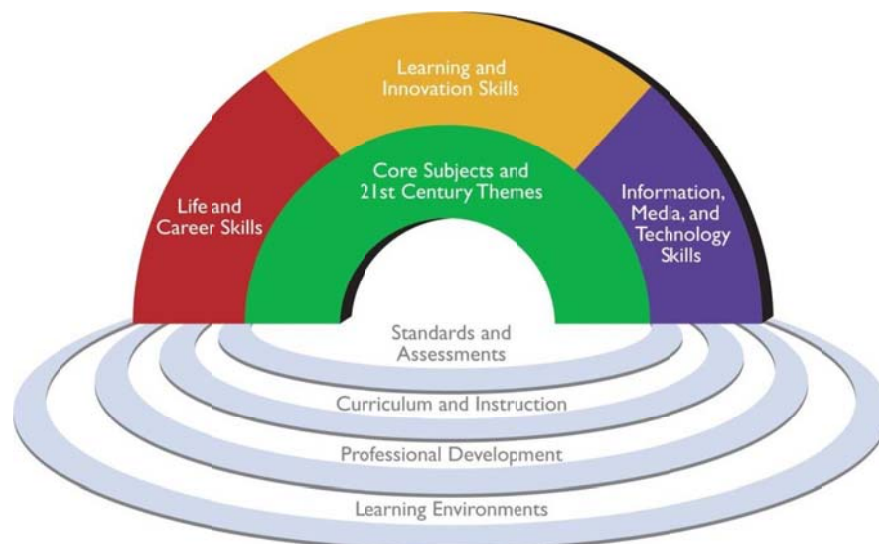 Learning and
Innovation Skills
Core Subjects and
21st Century Themes
Life and
Career Skills
Information,
Media, and
Technology
Skills
Standards and
Assessments
Curriculum and Instruction
Professional Development
Learning Environments